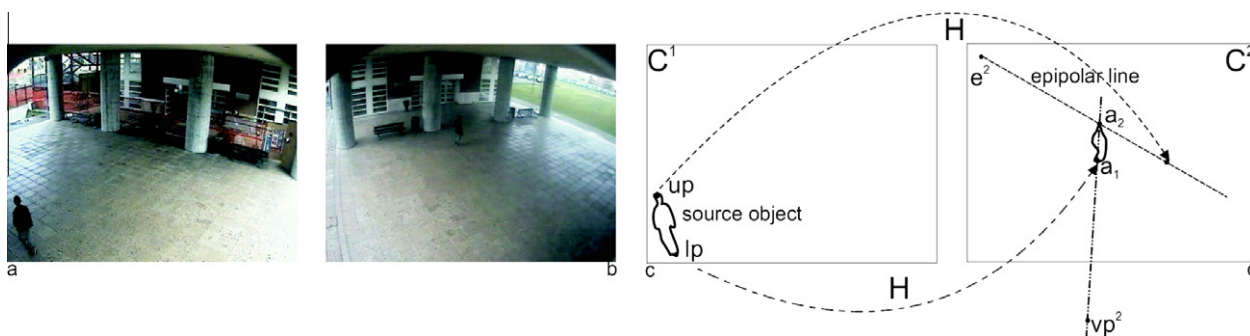 a
b
C¹
up
source object
lp
c
H
H
C²
e²
epipolar line
a₂
a₁
vp²